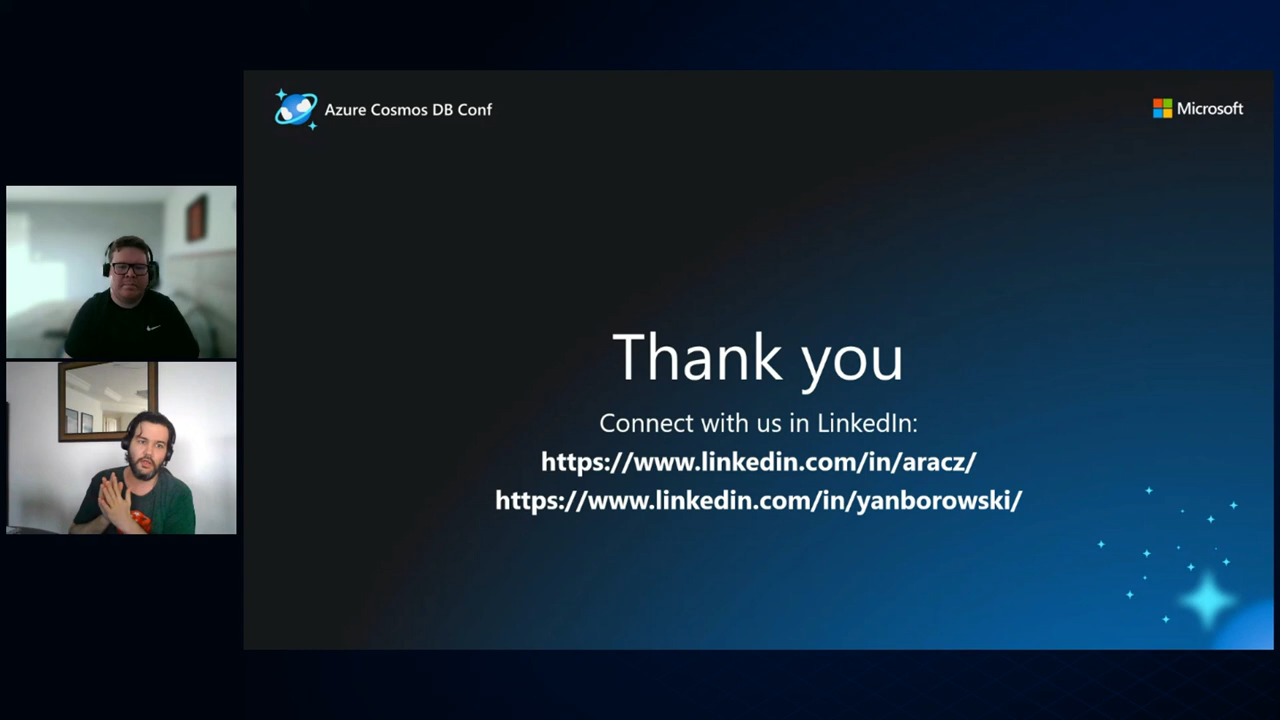 Azure Cosmos DB Conf
Microsoft
Thank you
Connect with us in LinkedIn:
https://www.linkedin.com/in/aracz/
https://www.linkedin.com/in/yanborowski/